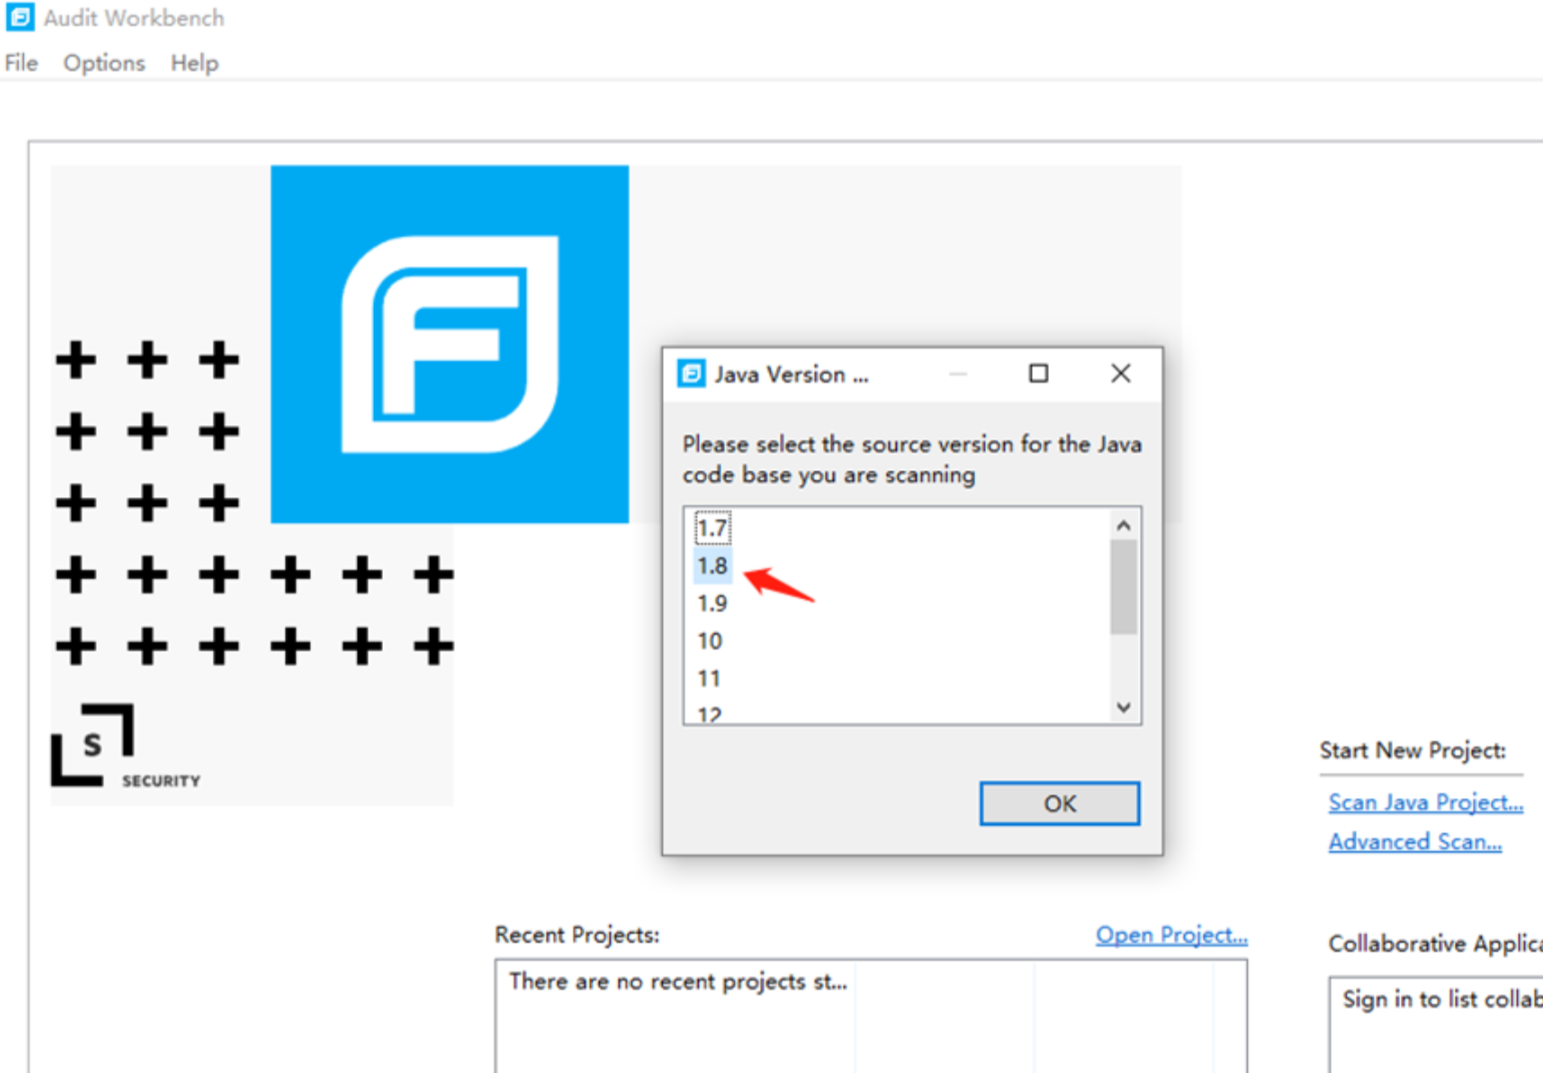 Audit Workbench
File Options Help
F
Java Version ...
Please select the source version for the Java
code base you are scanning
1.7
1.8
1.9
10
11
12
OK
S
SECURITY
Start New Project:
Scan Java Project...
Advanced Scan...
Recent Projects:
Open Project...
There are no recent projects st...
Collaborative Applica
Sign in to list collab